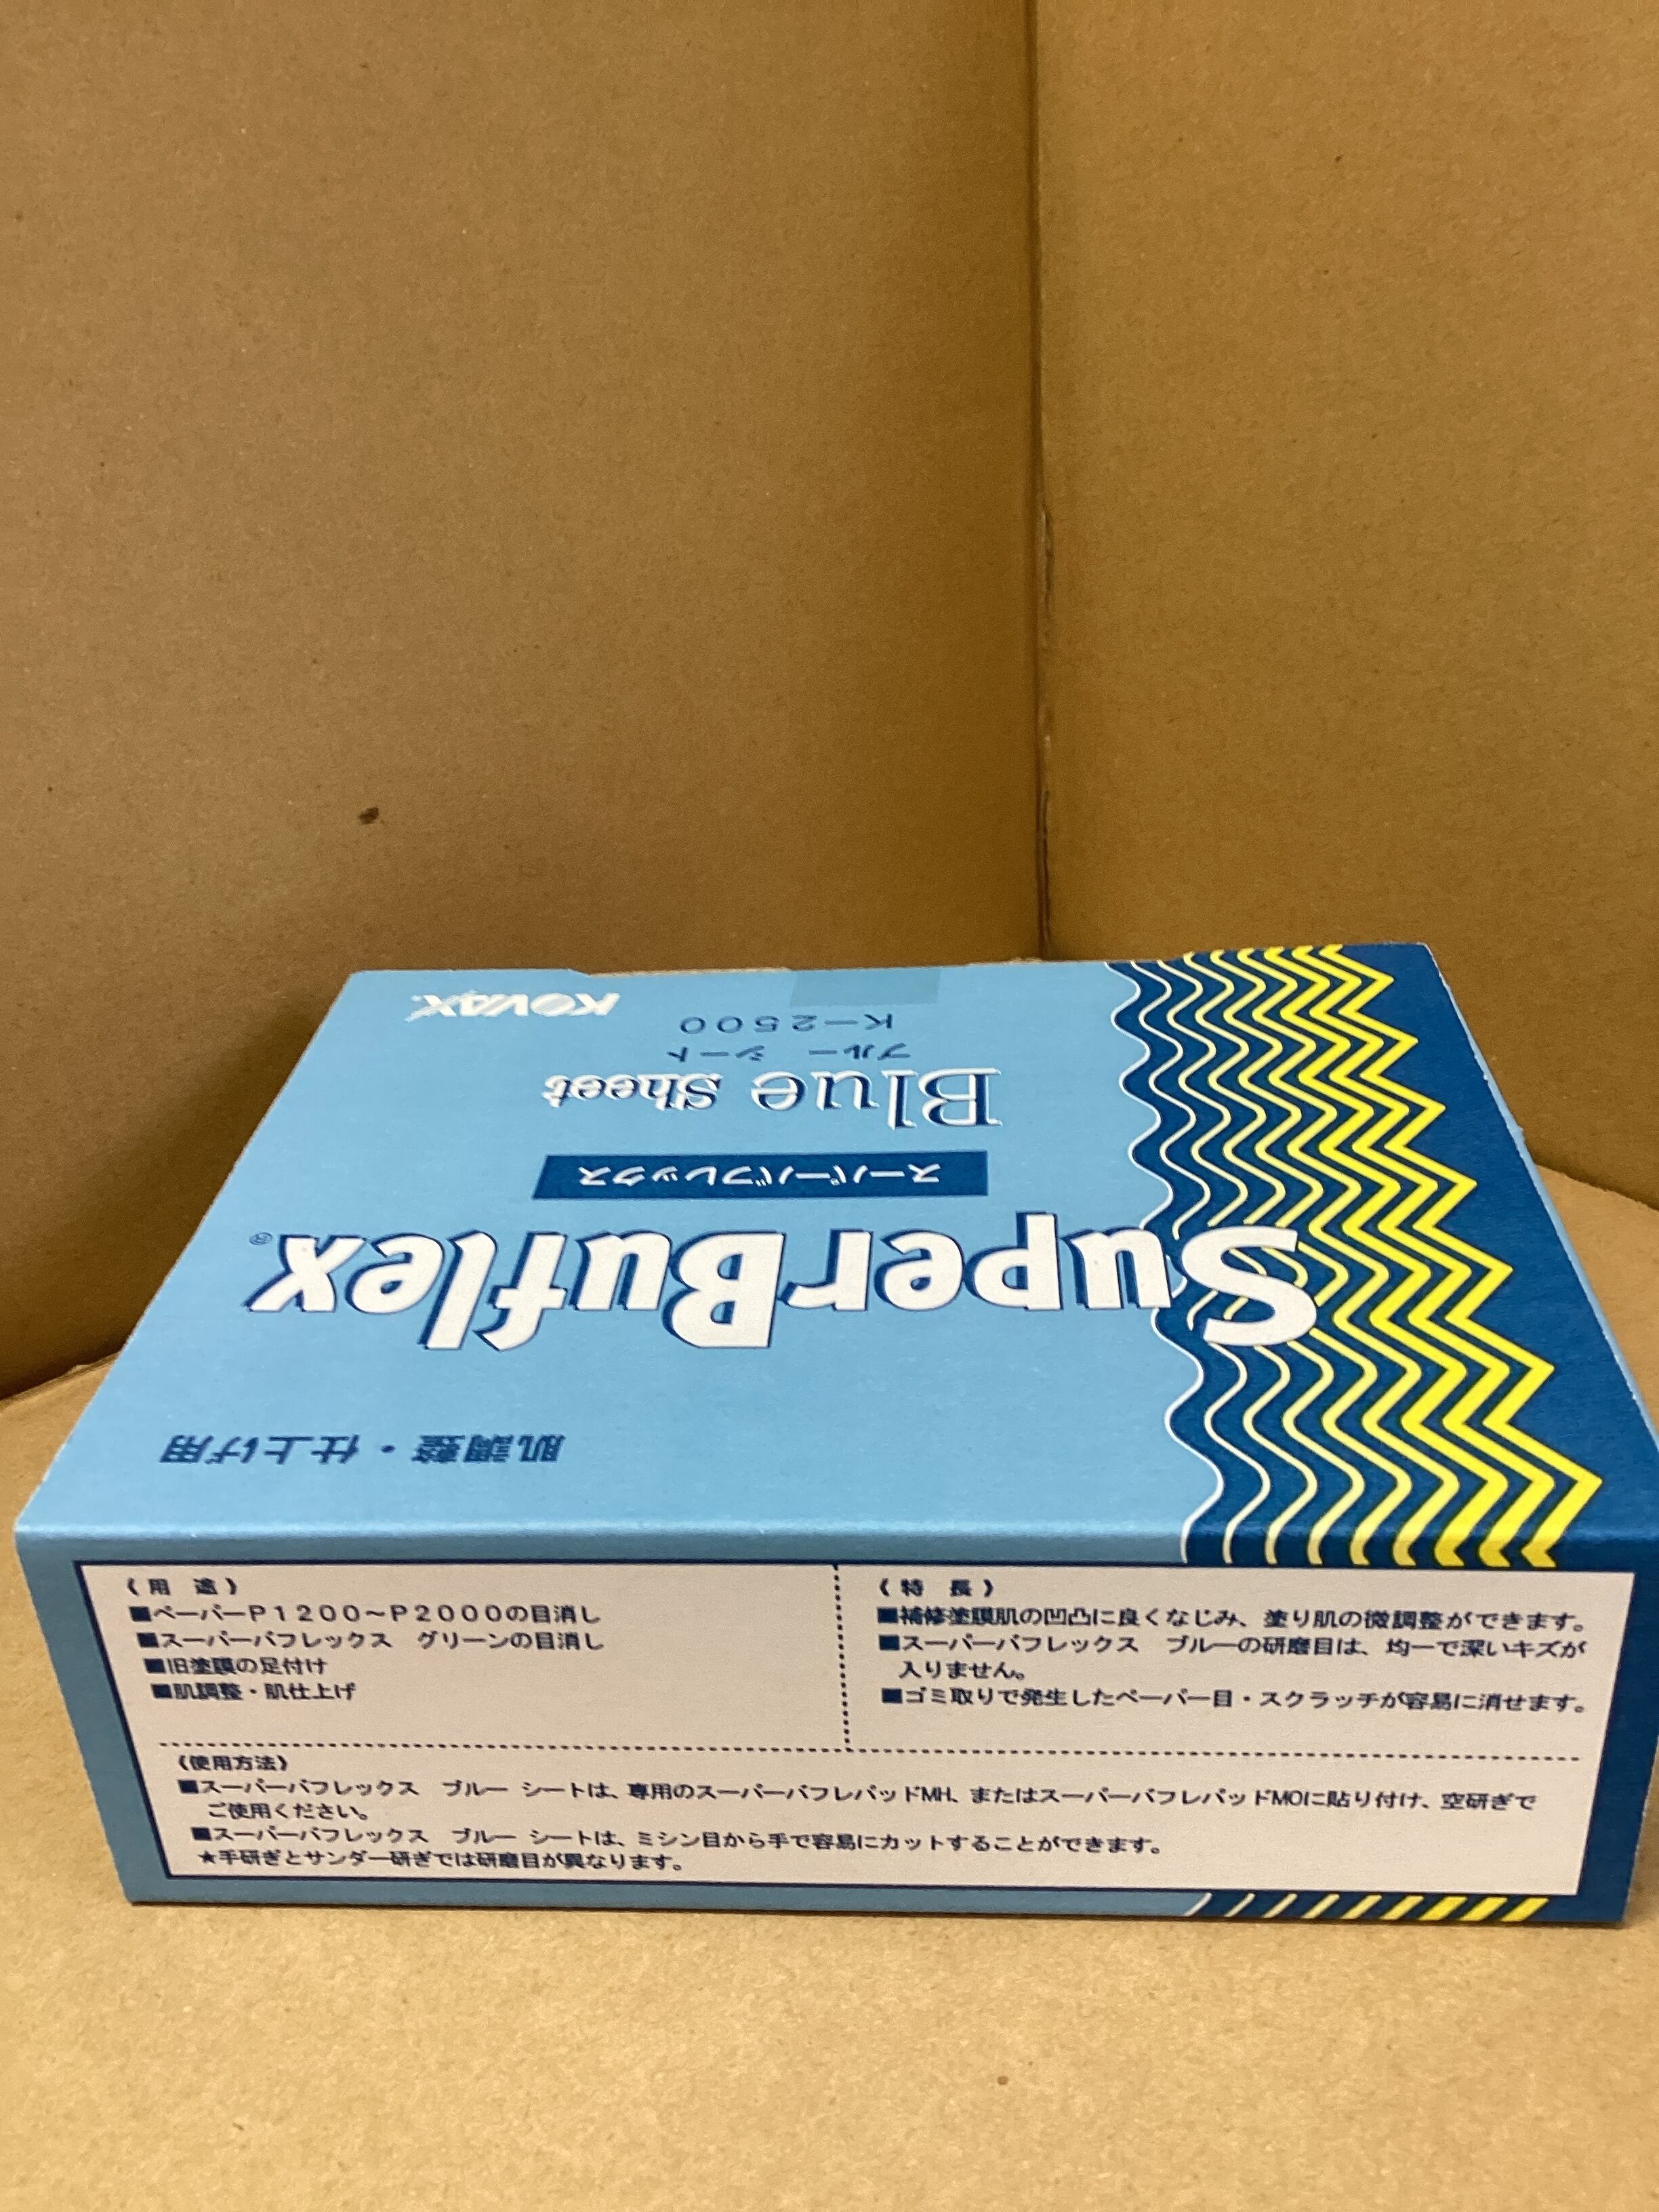 肌調整・仕上げ用
SuperBuflex®
スーパーバフレックス
Blue Sheet
ブルー シート
K-2500
KOVAX
《用 途》
■ペーパーP1200～P2000の目消し
■スーパーバフレックス グリーンの目消し
■旧塗膜の足付け
■肌調整・肌仕上げ
《特 長》
■補修塗膜肌の凹凸に良くなじみ、塗り肌の微調整ができます。
■スーパーバフレックス ブルーの研磨目は、均一で深いキズが
入りません。
■ゴミ取りで発生したペーパー目・スクラッチが容易に消せます。
《使用方法》
■スーパーバフレックス ブルー シートは、専用のスーパーバフレパッドMH、またはスーパーバフレパッドMOに貼り付け、空研ぎで
ご使用ください。
■スーパーバフレックス ブルー シートは、ミシン目から手で容易にカットすることができます。
★手研ぎとサンダー研ぎでは研磨目が異なります。